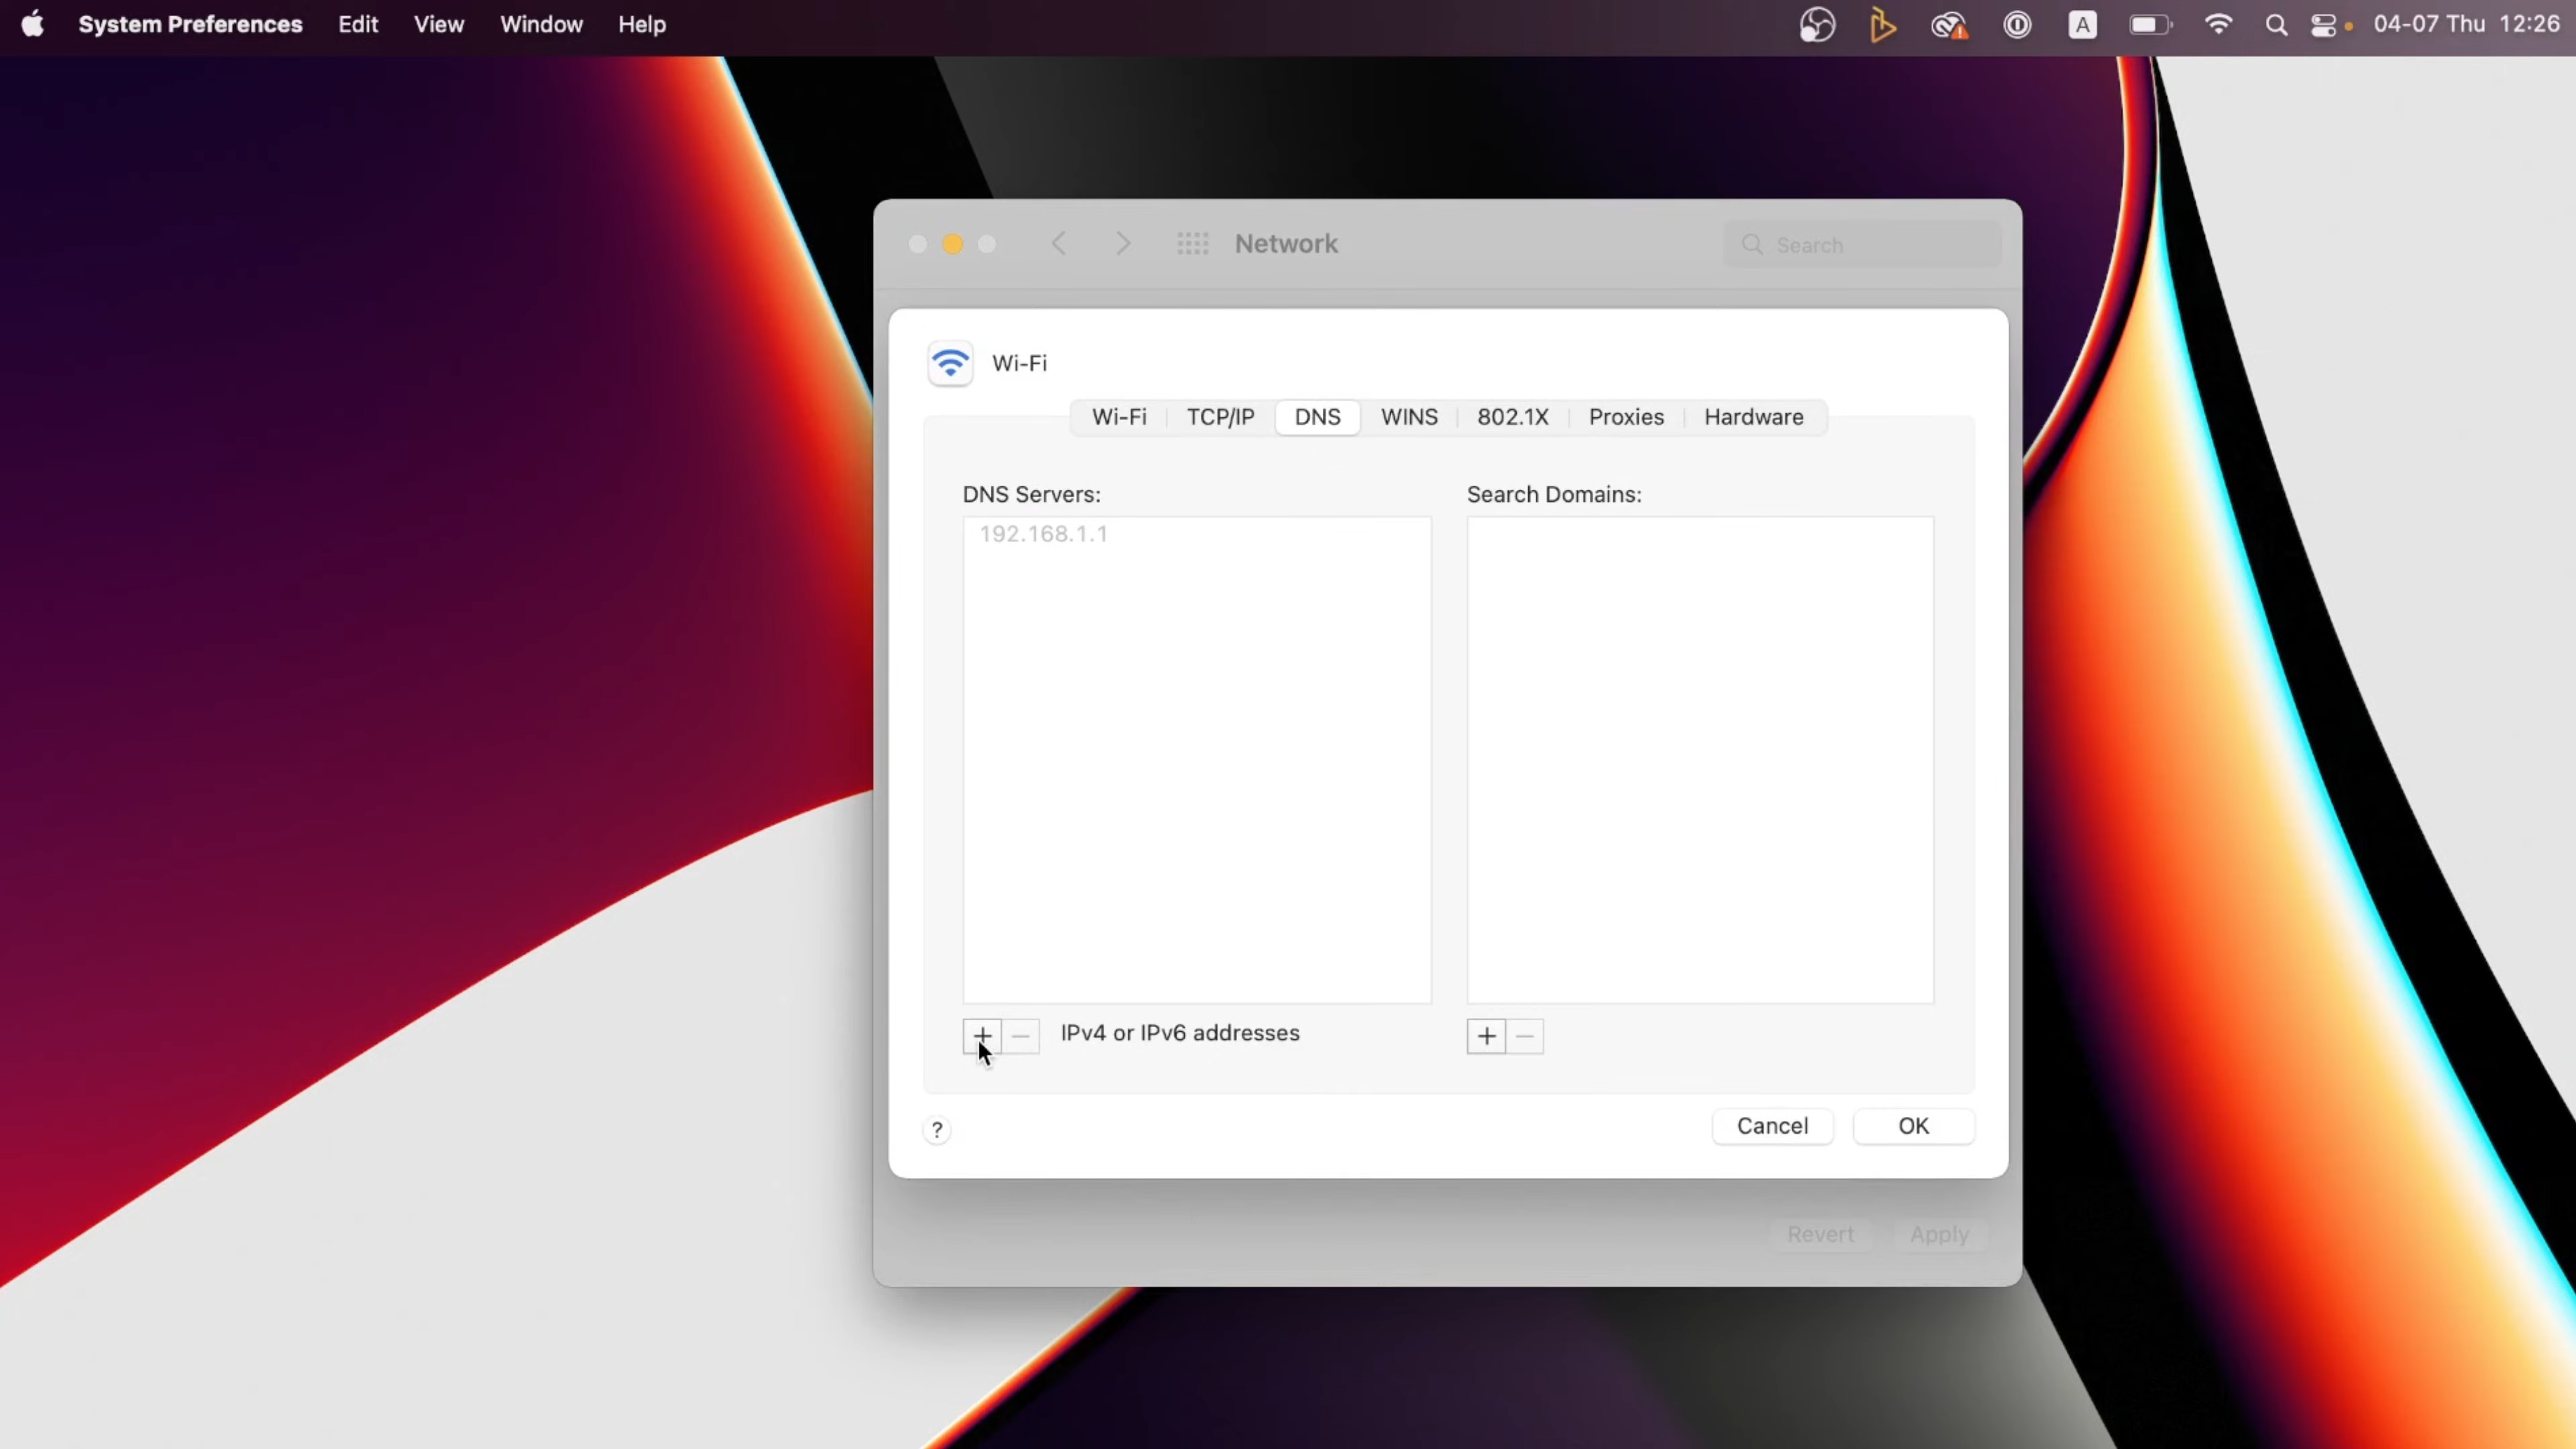 System Preferences Edit View Window Help A 04-07 Thu 12:26
Network Search
Wi-Fi
Wi-Fi TCP/IP DNS WINS 802.1X Proxies Hardware
DNS Servers: Search Domains:
192.168.1.1
+ − IPv4 or IPv6 addresses + −
? Cancel OK
Revert Apply